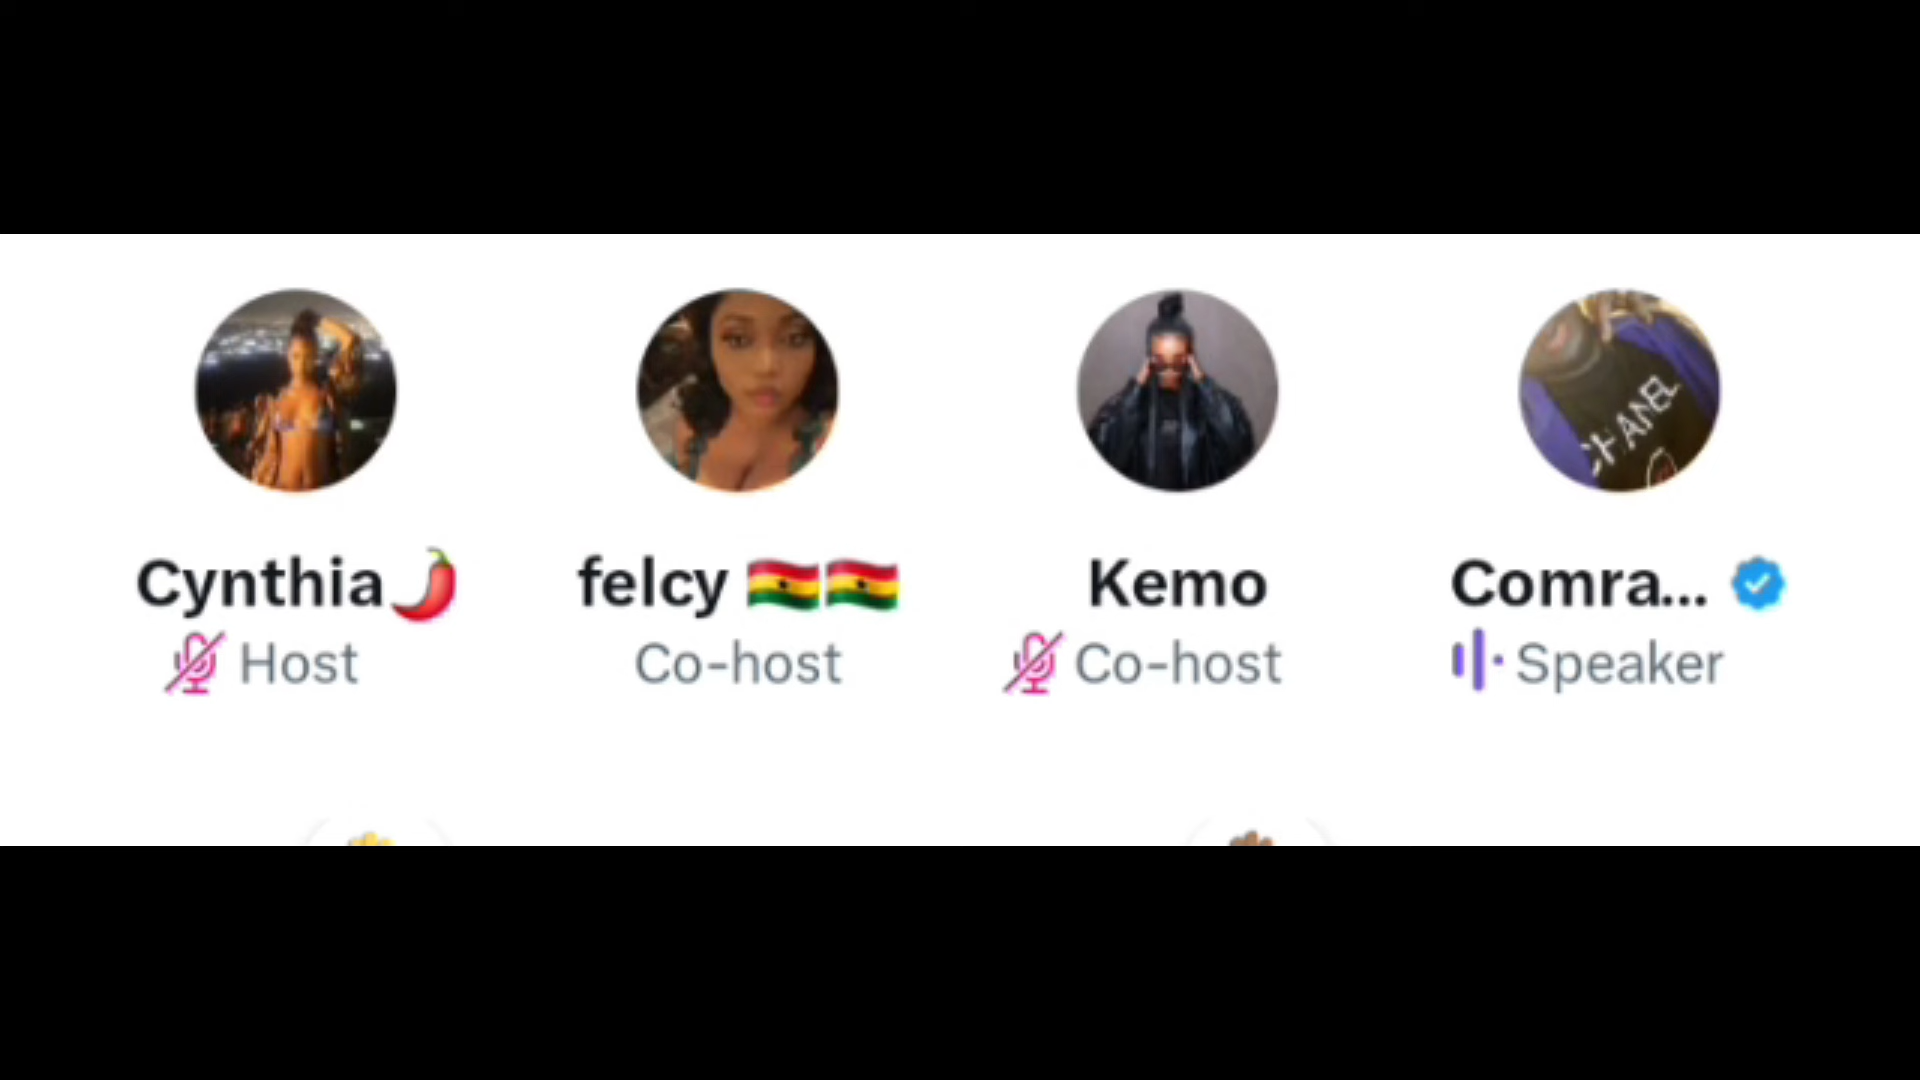 CHANEL
Cynthia🌶️ felcy 🇬🇭🇬🇭 Kemo Comra...
Host Co-host Co-host Speaker